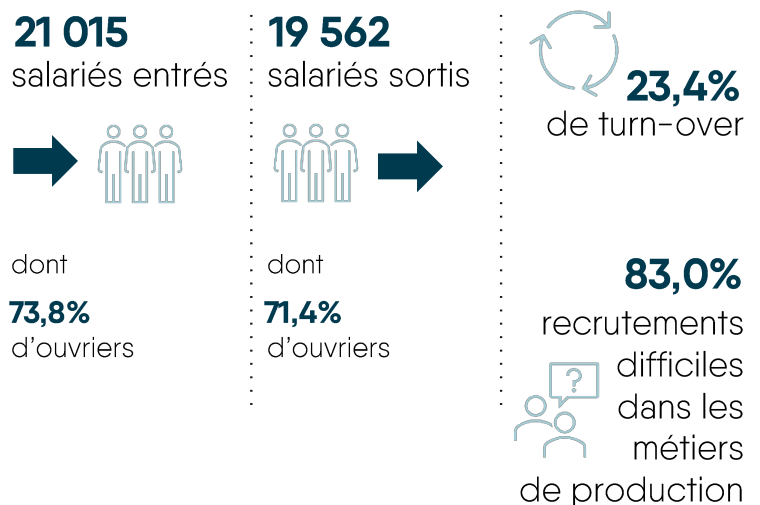 21 015
salariés entrés
dont
73,8%
d'ouvriers
19 562
salariés sortis
dont
71,4%
d'ouvriers
23,4%
de turn-over
83,0%
recrutements
difficiles
dans les
métiers
de production
?